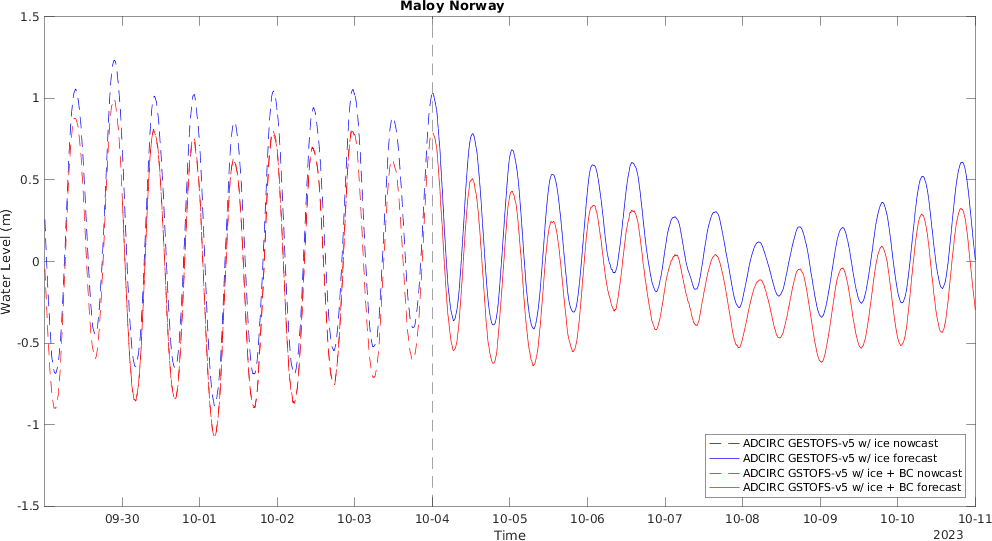 Maloy Norway
1.5
1
0.5
0
-0.5
-1
-1.5
Water Level (m)
09-30 10-01 10-02 10-03 10-04 10-05 10-06 10-07 10-08 10-09 10-10 10-11
Time
2023
ADCIRC GESTOFS-v5 w/ ice nowcast
ADCIRC GESTOFS-v5 w/ ice forecast
ADCIRC GSTOFS-v5 w/ ice + BC nowcast
ADCIRC GSTOFS-v5 w/ ice + BC forecast